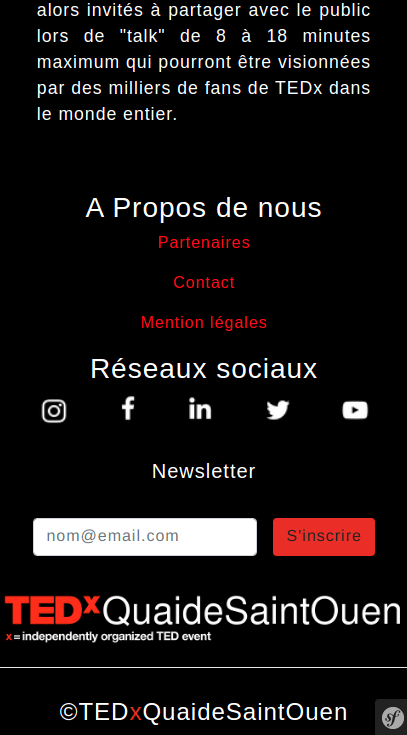 alors invités à partager avec le public
lors de "talk" de 8 à 18 minutes
maximum qui pourront être visionnées
par des milliers de fans de TEDx dans
le monde entier.
A Propos de nous
Partenaires
Contact
Mention légales
Réseaux sociaux
Newsletter
nom@email.com S'inscrire
TEDxQuaideSaintOuen
x = independently organized TED event
©TEDxQuaideSaintOuen
sf